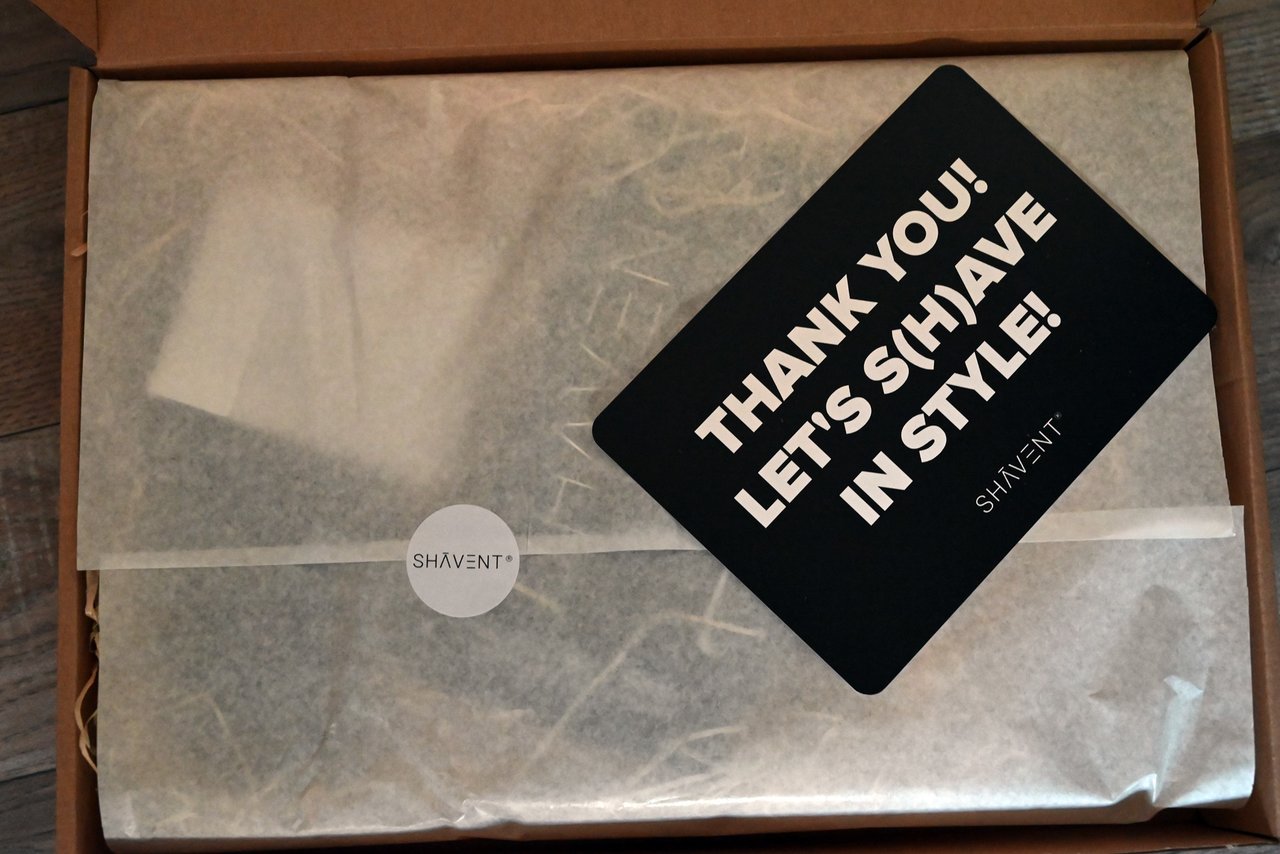 THANK YOU!
LET'S S(H)AVE
IN STYLE!
SHĀVENT®
SHĀVENT®